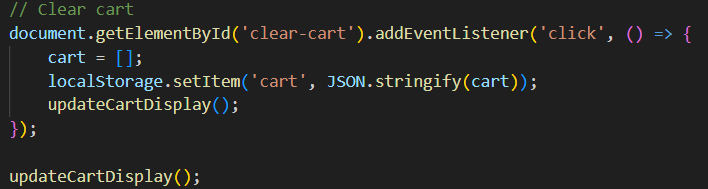 // Clear cart
document.getElementById('clear-cart').addEventListener('click', () => {
    cart = [];
    localStorage.setItem('cart', JSON.stringify(cart));
    updateCartDisplay();
});

updateCartDisplay();